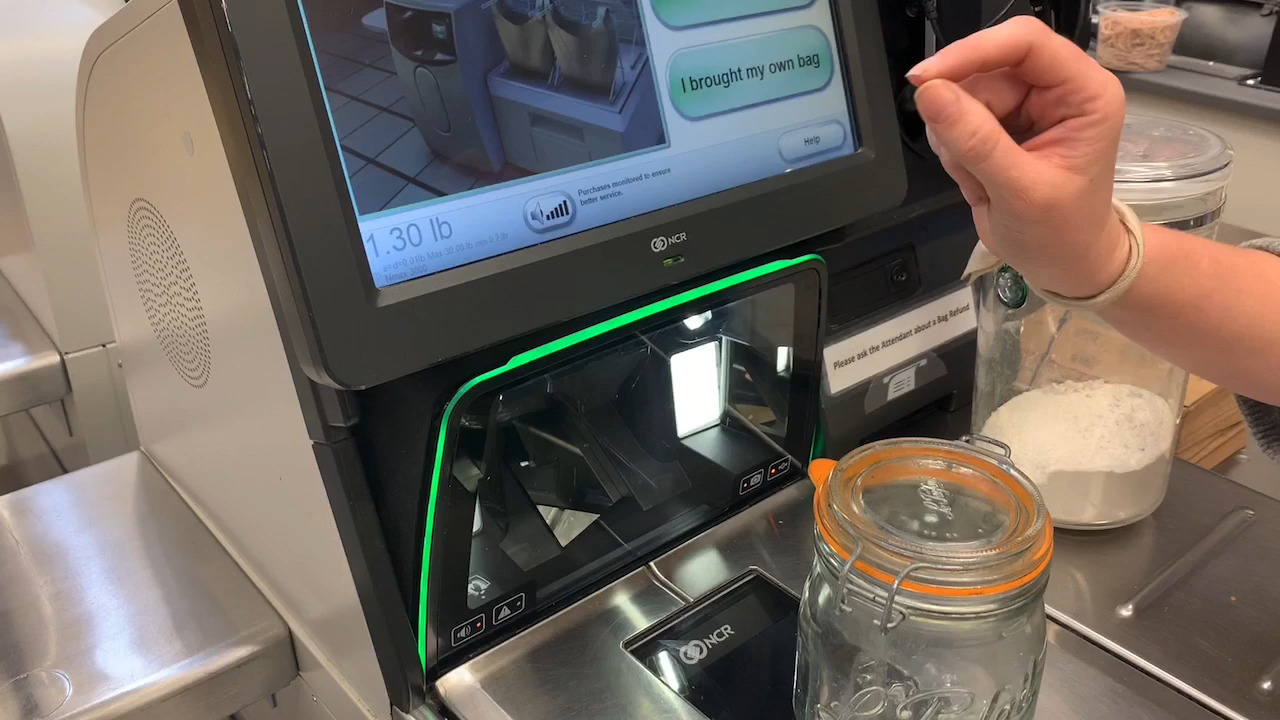 I brought my own bag
Help
Purchases monitored to ensure
better service.
1.30 lb
NCR
Please ask the Attendant about a Bag Refund
NCR